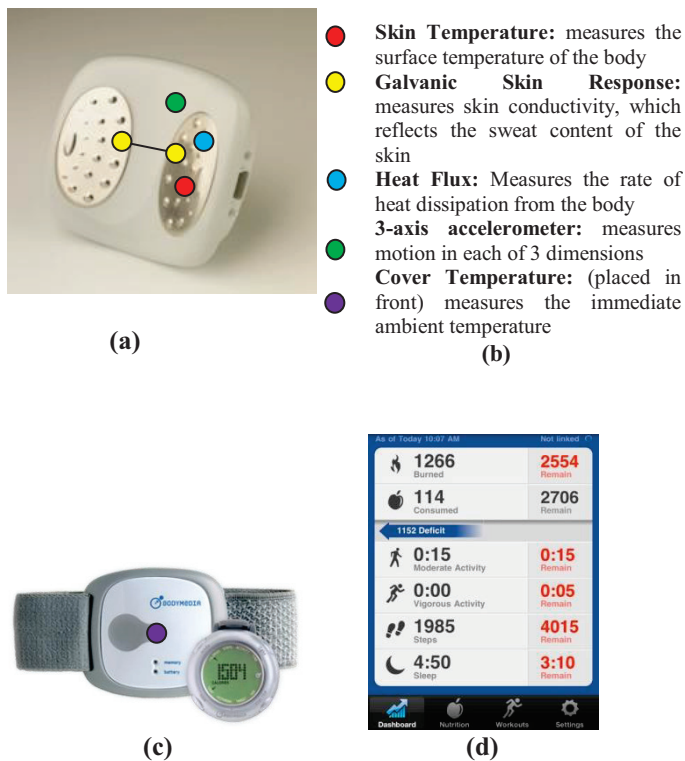 Skin Temperature: measures the
surface temperature of the body
Galvanic Skin Response:
measures skin conductivity, which
reflects the sweat content of the
skin
Heat Flux: Measures the rate of
heat dissipation from the body
3-axis accelerometer: measures
motion in each of 3 dimensions
Cover Temperature: (placed in
front) measures the immediate
ambient temperature
(a)
(b)
BODYMEDIA
memory
battery
1504
CALORIES
(c)
As of Today 10:07 AM Not linked
1266 2554
Burned Remain
114 2706
Consumed Remain
1152 Deficit
0:15 0:15
Moderate Activity Remain
0:00 0:05
Vigorous Activity Remain
1985 4015
Steps Remain
4:50 3:10
Sleep Remain
Dashboard Nutrition Workouts Settings
(d)